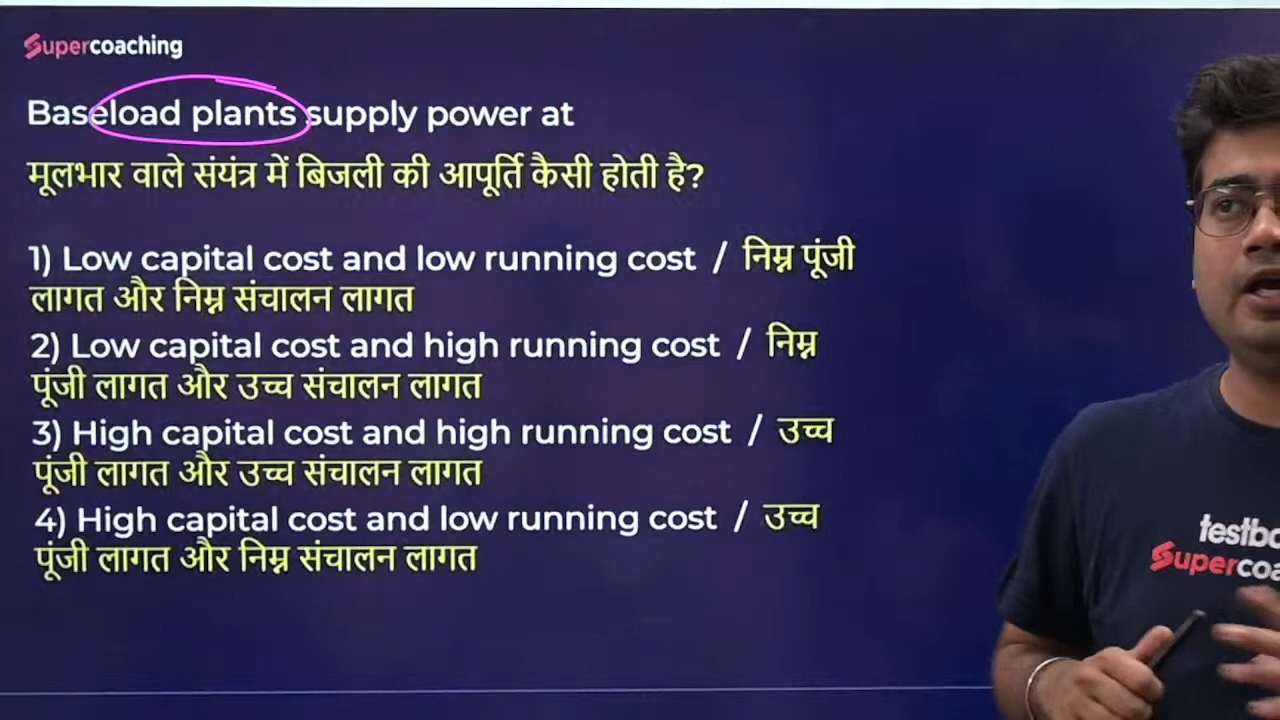 Supercoaching
Baseload plants supply power at
मूलभार वाले संयंत्र में बिजली की आपूर्ति कैसी होती है?
1) Low capital cost and low running cost / निम्न पूंजी
लागत और निम्न संचालन लागत
2) Low capital cost and high running cost / निम्न
पूंजी लागत और उच्च संचालन लागत
3) High capital cost and high running cost / उच्च
पूंजी लागत और उच्च संचालन लागत
4) High capital cost and low running cost / उच्च
पूंजी लागत और निम्न संचालन लागत
testbo
Supercoa